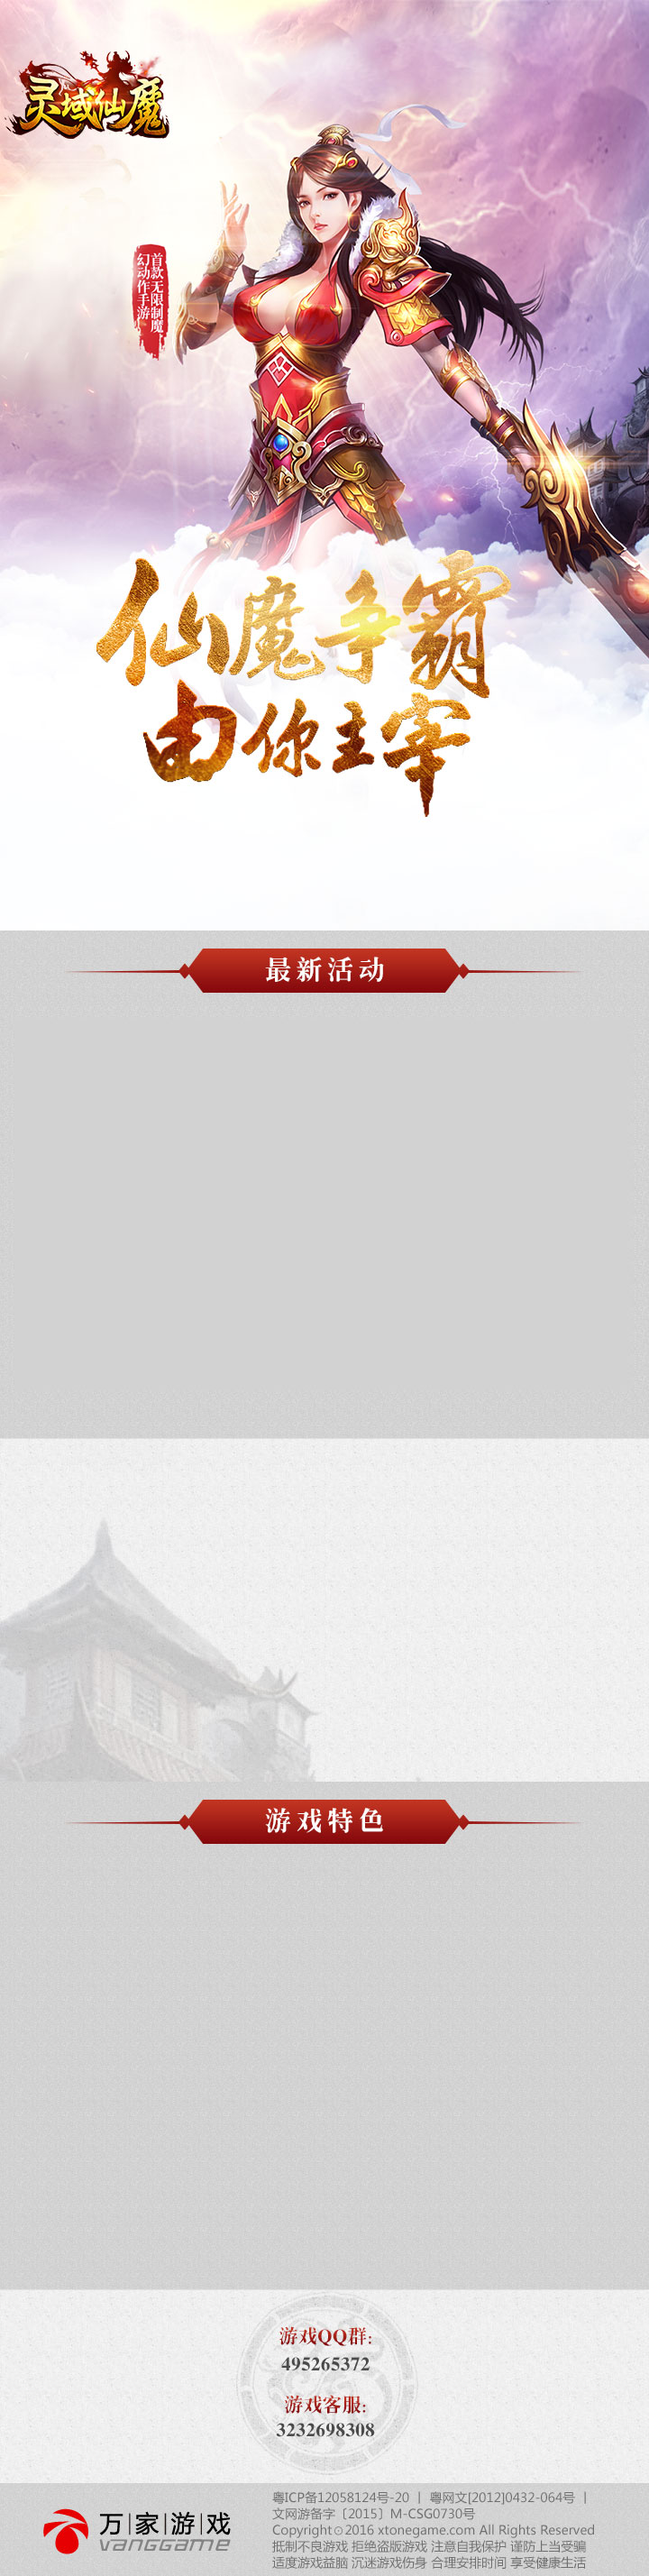 灵域仙魔
首款无限制魔
幻动作手游
仙魔争霸
由你主宰
最新活动
游戏特色
游戏QQ群:
495265372
游戏客服:
3232698308
万家游戏
vanggame
粤ICP备12058124号-20 | 粤网文[2012]0432-064号 |
文网游备字〔2015〕M-CSG0730号
Copyright⊙2016 xtonegame.com All Rights Reserved
抵制不良游戏 拒绝盗版游戏 注意自我保护 谨防上当受骗
适度游戏益脑 沉迷游戏伤身 合理安排时间 享受健康生活